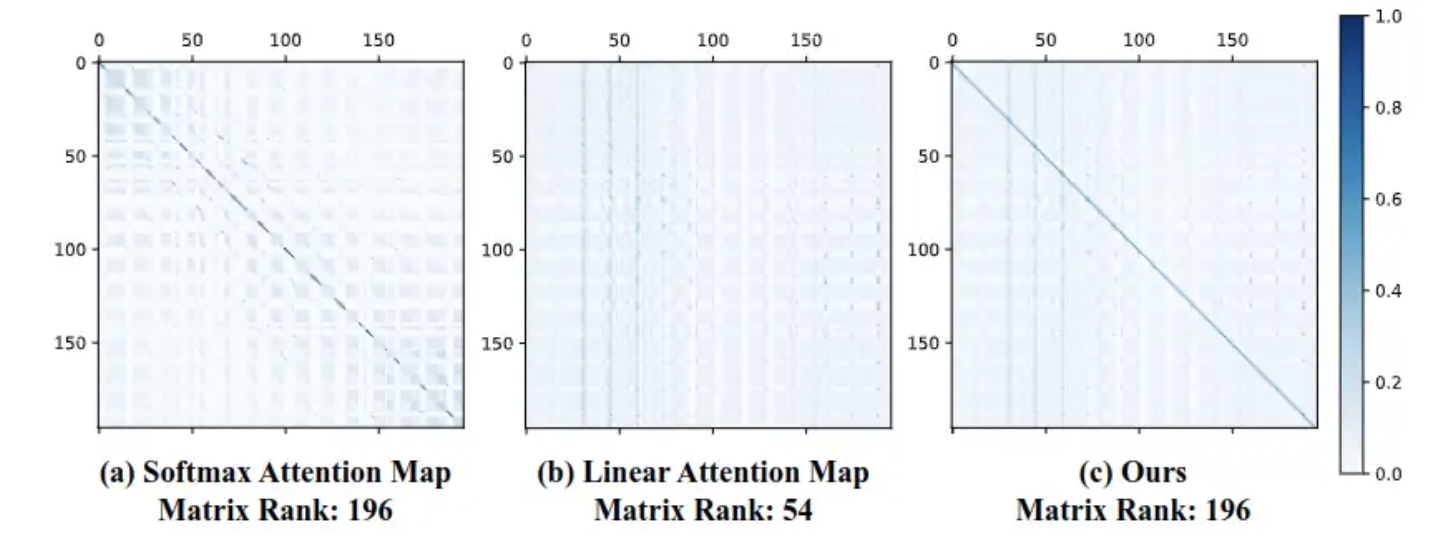 0 50 100 150
0
50
100
150
(a) Softmax Attention Map
Matrix Rank: 196
0 50 100 150
0
50
100
150
(b) Linear Attention Map
Matrix Rank: 54
0 50 100 150
0
50
100
150
(c) Ours
Matrix Rank: 196
1.0
0.8
0.6
0.4
0.2
0.0